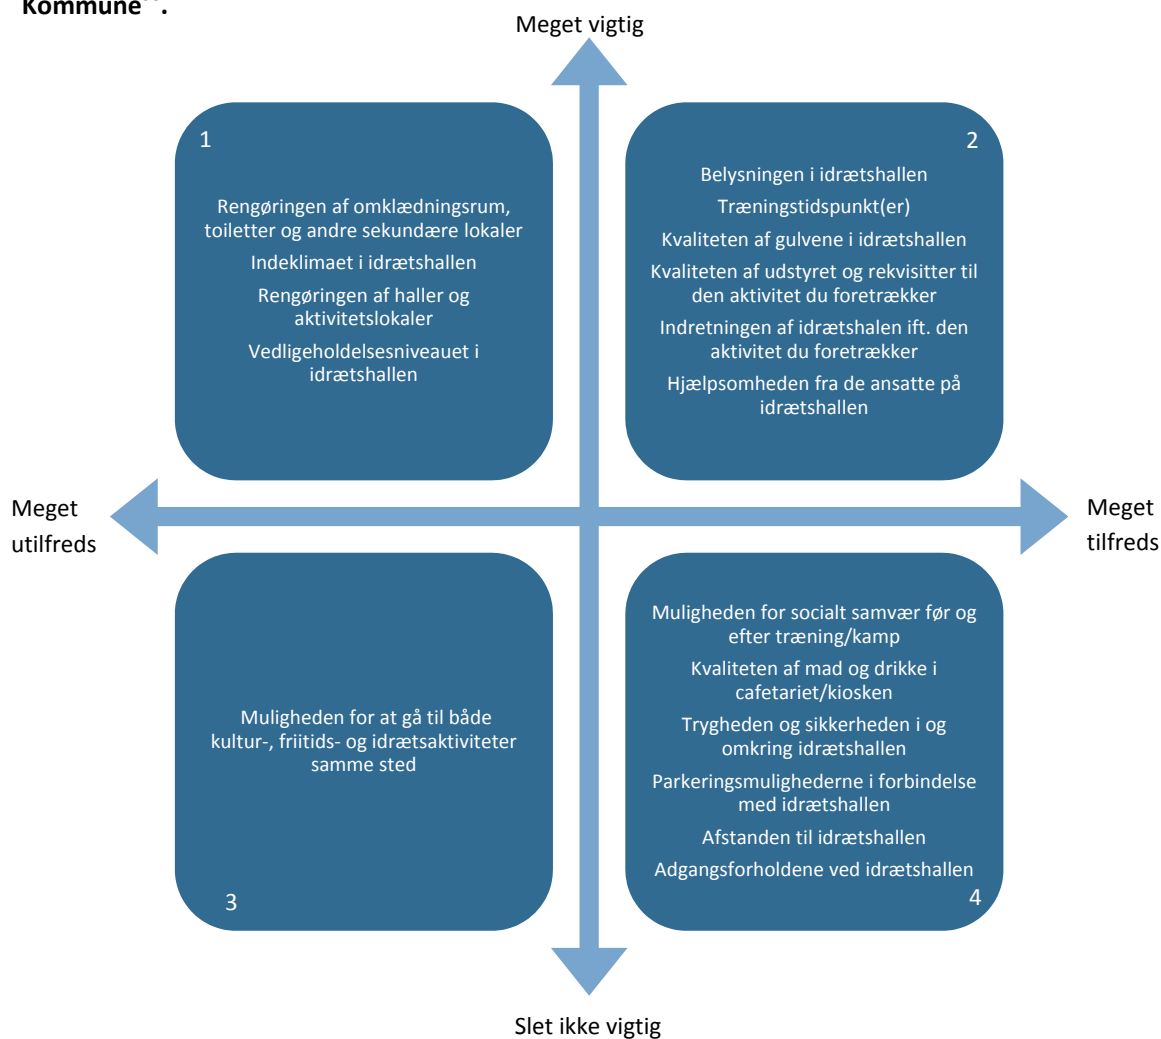 Kommune
Meget vigtig
1
Rengøringen af omklædningsrum,
toiletter og andre sekundære lokaler
Indeklimaet i idrætshallen
Rengøringen af haller og
aktivitetslokaler
Vedligeholdelsesniveauet i
idrætshallen
2
Belysningen i idrætshallen
Træningstidspunkt(er)
Kvaliteten af gulvene i idrætshallen
Kvaliteten af udstyret og rekvisitter til
den aktivitet du foretrækker
Indretningen af idrætshalen ift. den
aktivitet du foretrækker
Hjælpsomheden fra de ansatte på
idrætshallen
Meget
utilfreds
Meget
tilfreds
Muligheden for at gå til både
kultur-, friitids- og idrætsaktiviteter
samme sted
3
Muligheden for socialt samvær før og
efter træning/kamp
Kvaliteten af mad og drikke i
cafetariet/kiosken
Trygheden og sikkerheden i og
omkring idrætshallen
Parkeringsmulighederne i forbindelse
med idrætshallen
Afstanden til idrætshallen
Adgangsforholdene ved idrætshallen
4
Slet ikke vigtig